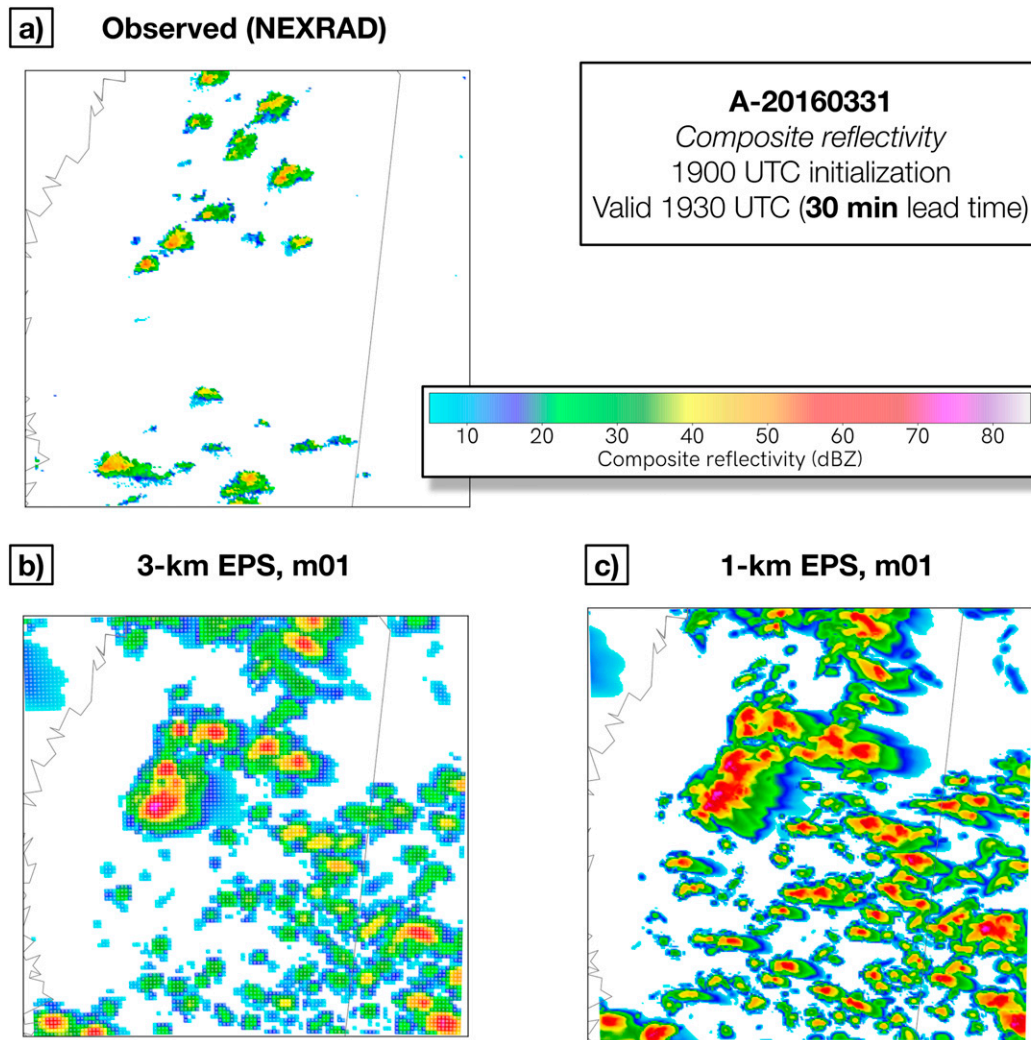 a) Observed (NEXRAD)
A-20160331
Composite reflectivity
1900 UTC initialization
Valid 1930 UTC (30 min lead time)
10 20 30 40 50 60 70 80
Composite reflectivity (dBZ)
b) 3-km EPS, m01
c) 1-km EPS, m01